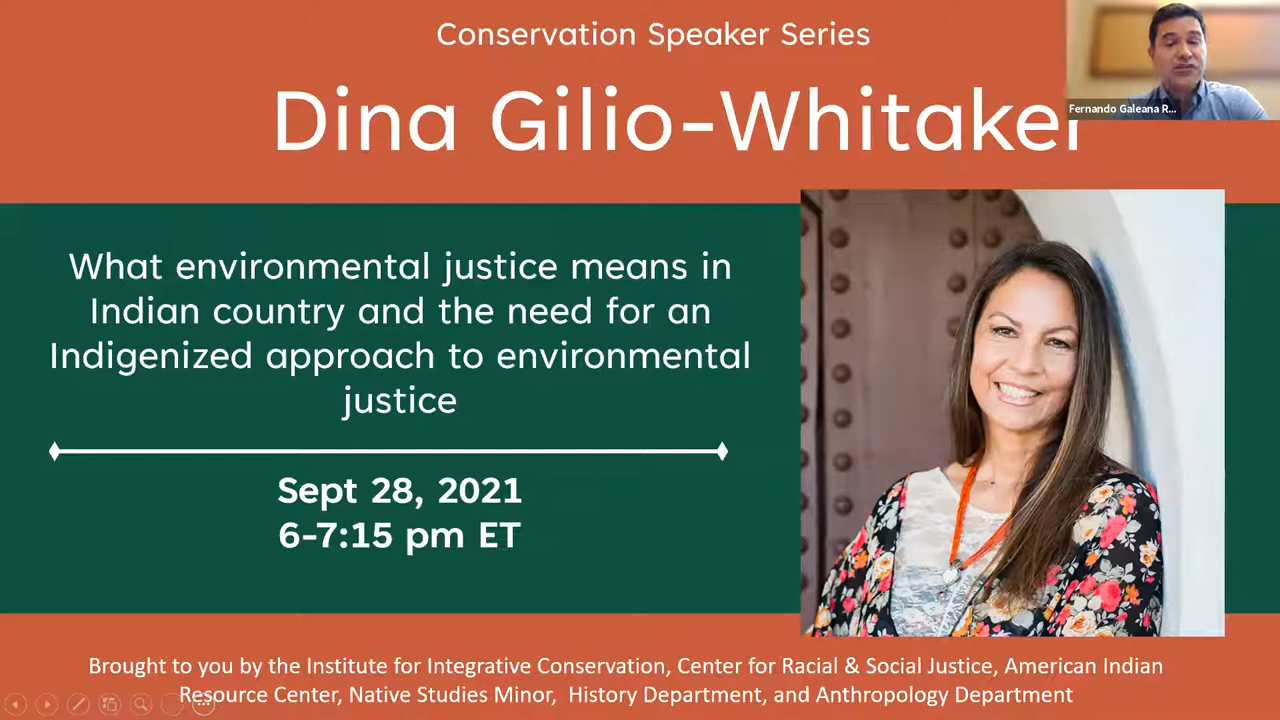 Conservation Speaker Series
Dina Gilio-Whitaker
Fernando Galeana R...
What environmental justice means in
Indian country and the need for an
Indigenized approach to environmental
justice
Sept 28, 2021
6-7:15 pm ET
Brought to you by the Institute for Integrative Conservation, Center for Racial & Social Justice, American Indian
Resource Center, Native Studies Minor, History Department, and Anthropology Department